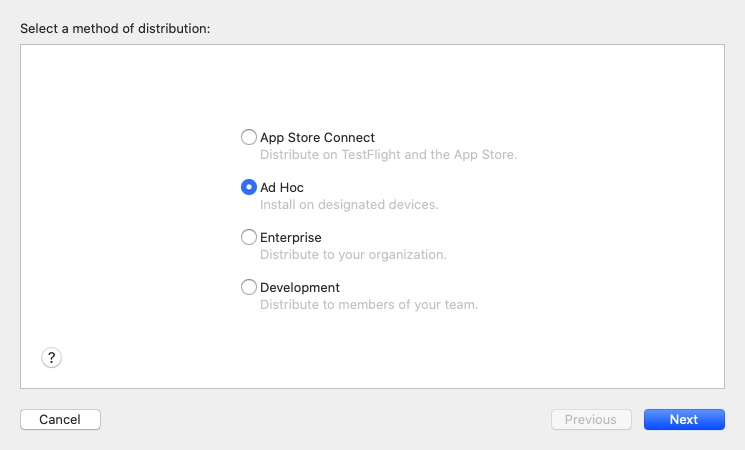 Select a method of distribution:
App Store Connect
Distribute on TestFlight and the App Store.
Ad Hoc
Install on designated devices.
Enterprise
Distribute to your organization.
Development
Distribute to members of your team.
?
Cancel
Previous
Next